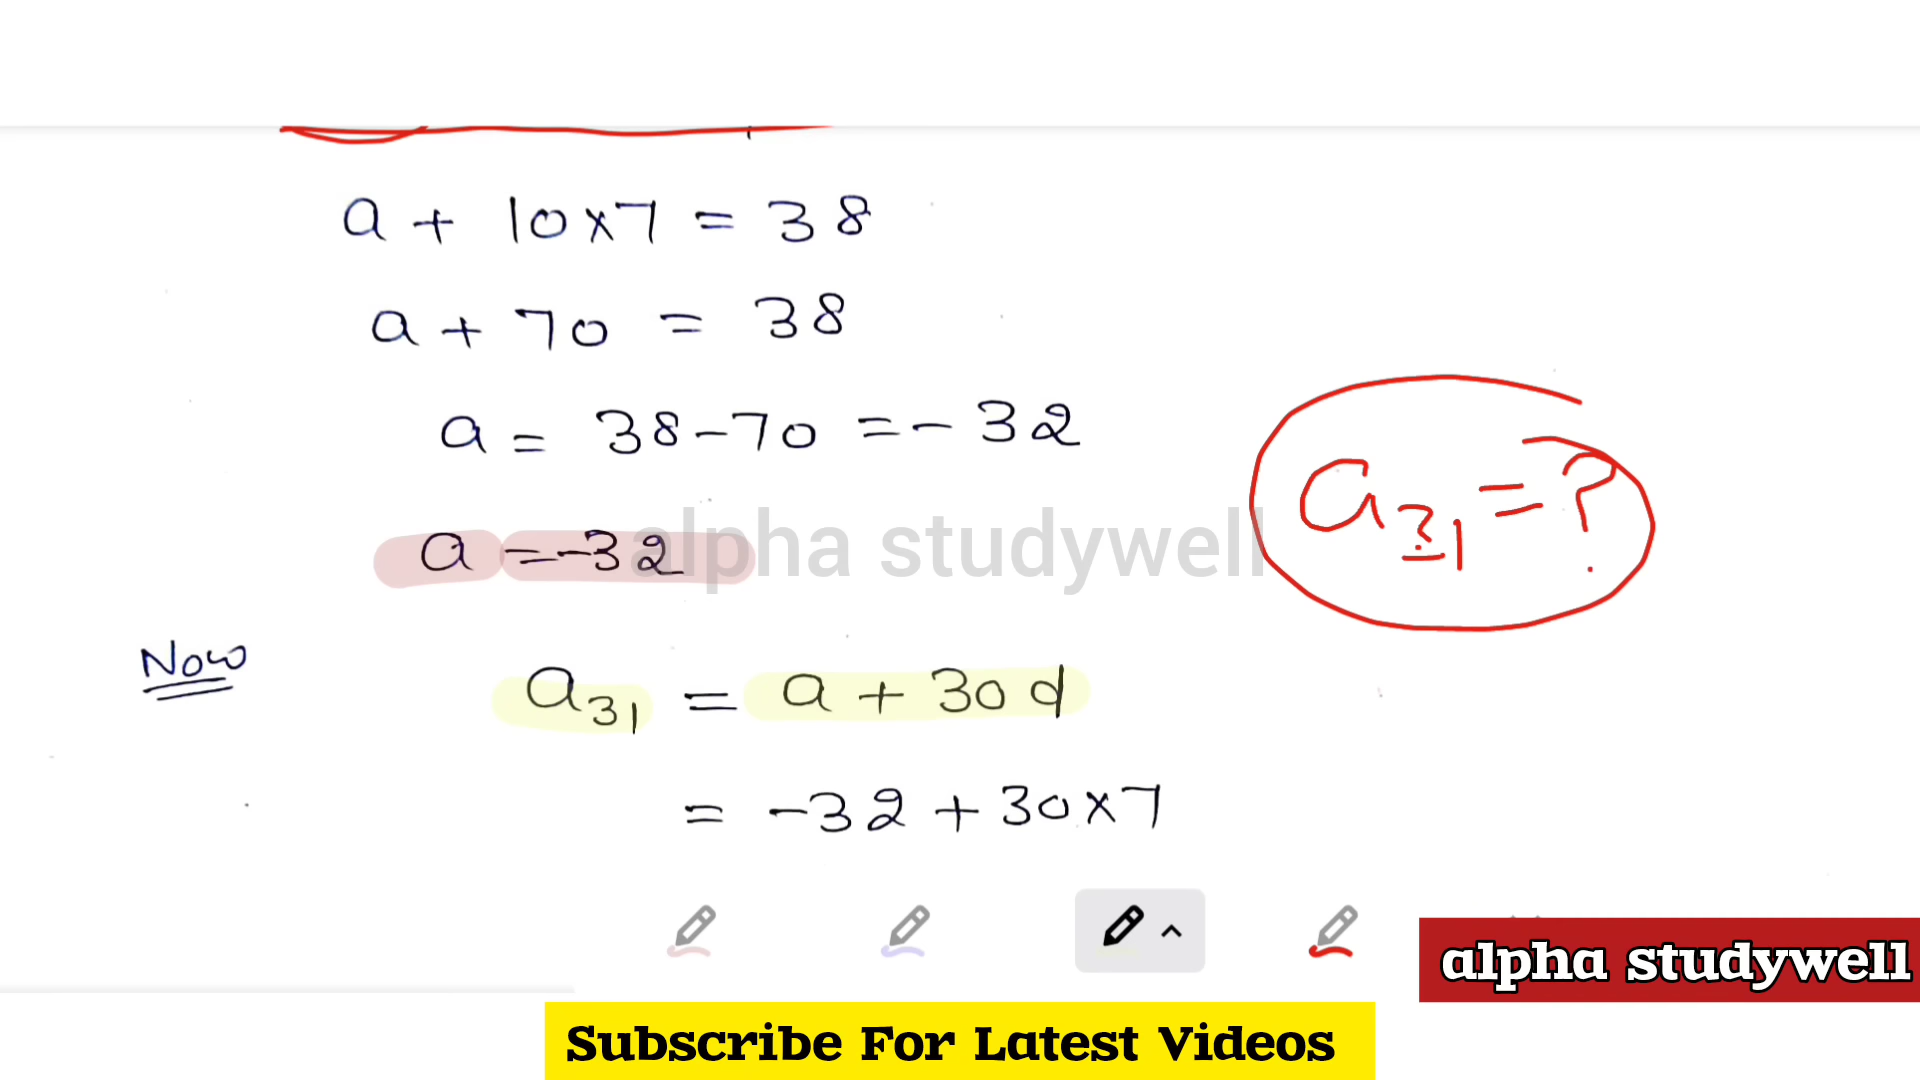 a + 10×7 = 38
a + 70 = 38
a = 38-70 = -32
a = -32
alpha studywell
a₃₁ = ?
Now
a₃₁ = a + 30d
= -32 + 30×7
alpha studywell
Subscribe For Latest Videos